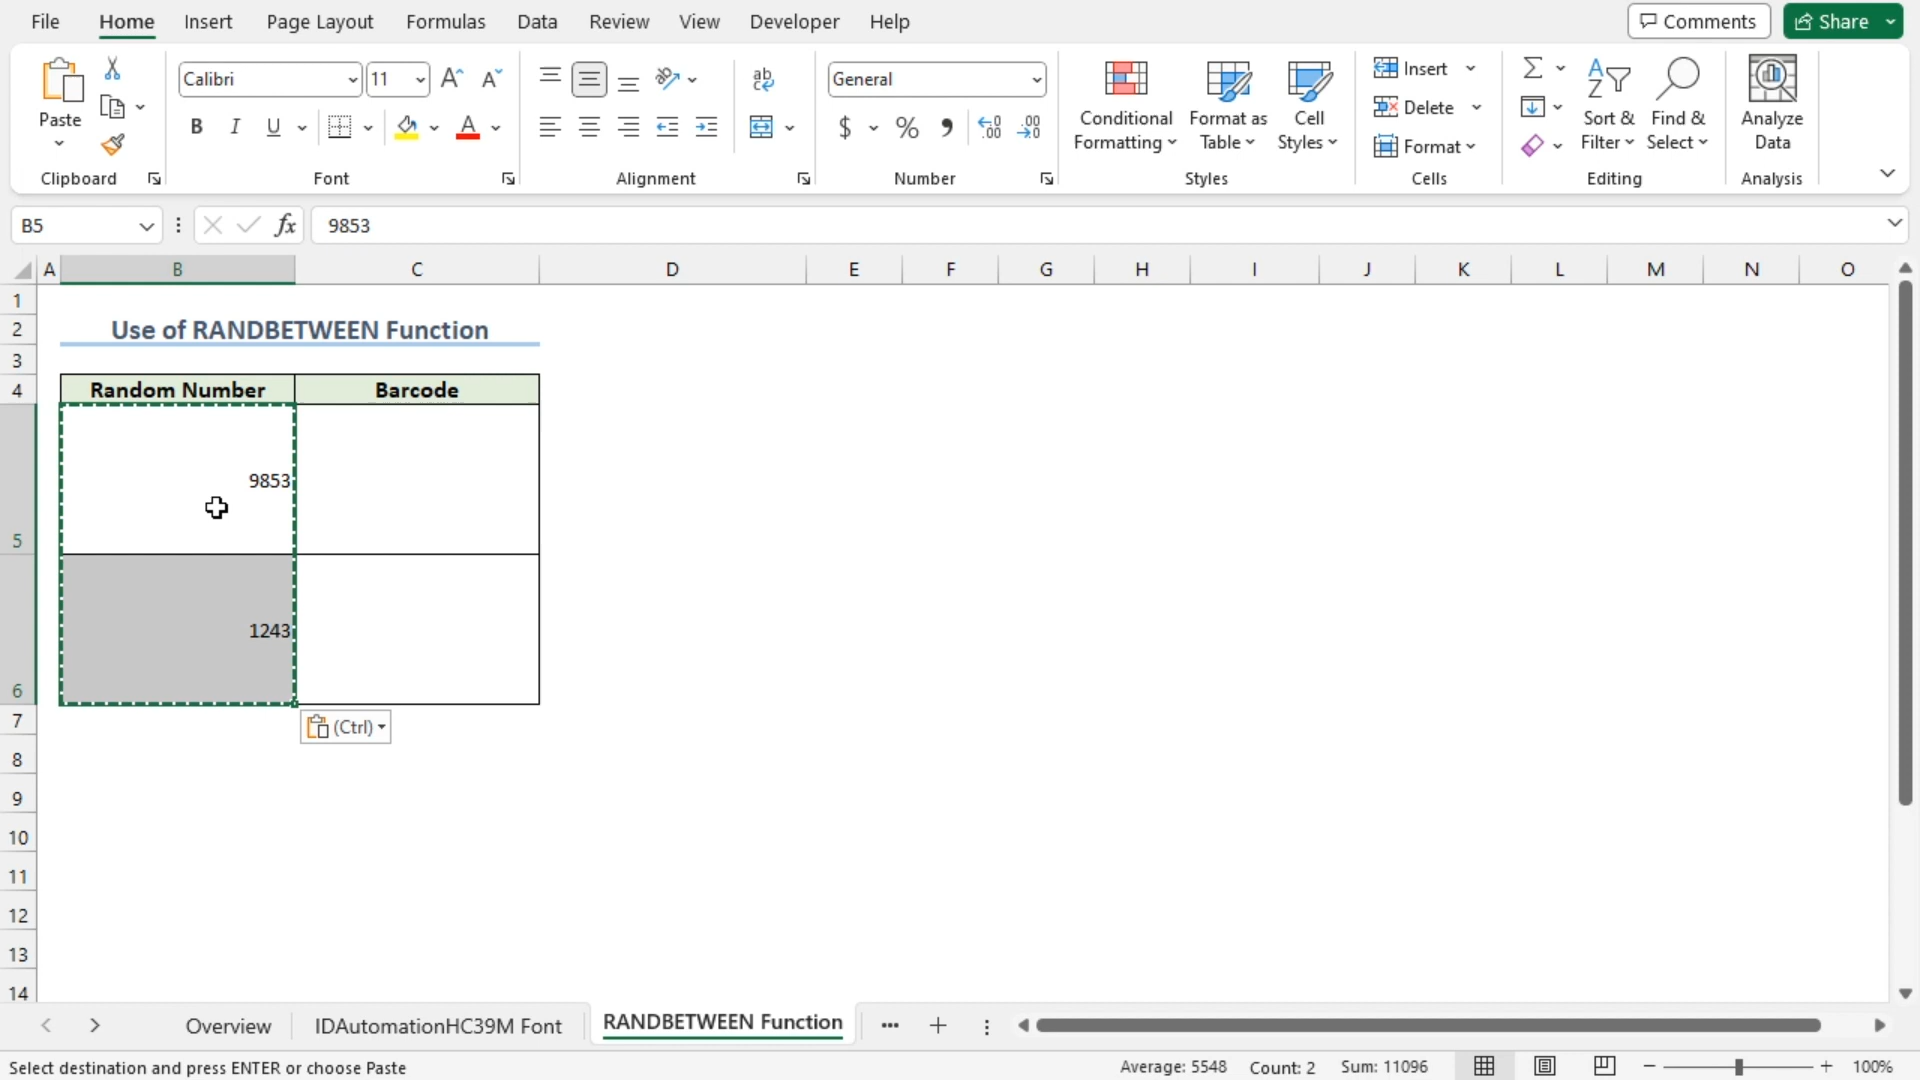 File Home Insert Page Layout Formulas Data Review View Developer Help Comments Share
Calibri 11 General Insert
Paste Conditional Formatting Format as Table Cell Styles Delete Sort & Filter Find & Select Analyze Data
B I U $ % Format
Clipboard Font Alignment Number Styles Cells Editing Analysis
B5 fx 9853
A B C D E F G H I J K L M N O
1
2 Use of RANDBETWEEN Function
3
4 Random Number Barcode
9853
5
1243
6
7 (Ctrl)
8
9
10
11
12
13
14
Overview IDAutomationHC39M Font RANDBETWEEN Function
Select destination and press ENTER or choose Paste Average: 5548 Count: 2 Sum: 11096 100%